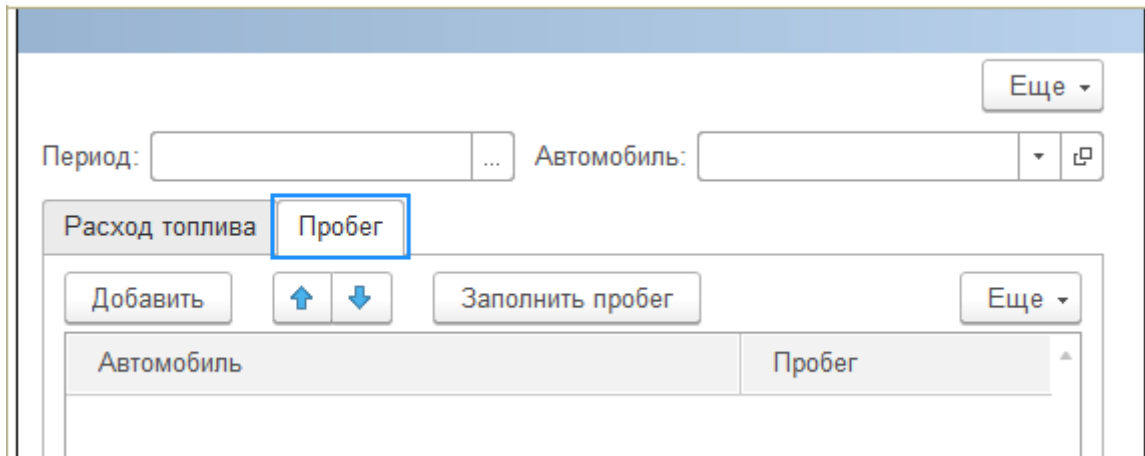 Еще
Период: ... Автомобиль:
Расход топлива Пробег
Добавить Заполнить пробег Еще
Автомобиль Пробег